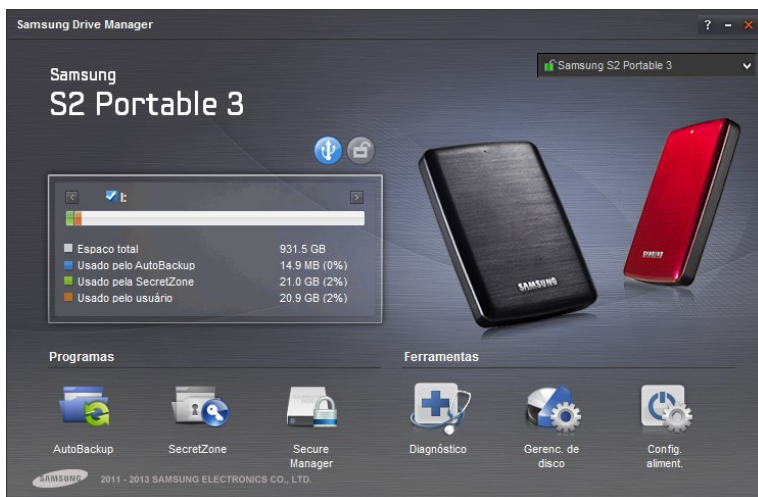 Samsung Drive Manager
? - ×
Samsung S2 Portable 3
Samsung
S2 Portable 3
I:
Espaco total 931.5 GB
Usado pelo AutoBackup 14.9 MB (0%)
Usado pela SecretZone 21.0 GB (2%)
Usado pelo usuário 20.9 GB (2%)
SAMSUNG
SAMSUNG
Programas
Ferramentas
AutoBackup
SecretZone
Secure
Manager
Diagnóstico
Gerenc. de
disco
Config.
aliment.
SAMSUNG 2011 - 2013 SAMSUNG ELECTRONICS CO., LTD.